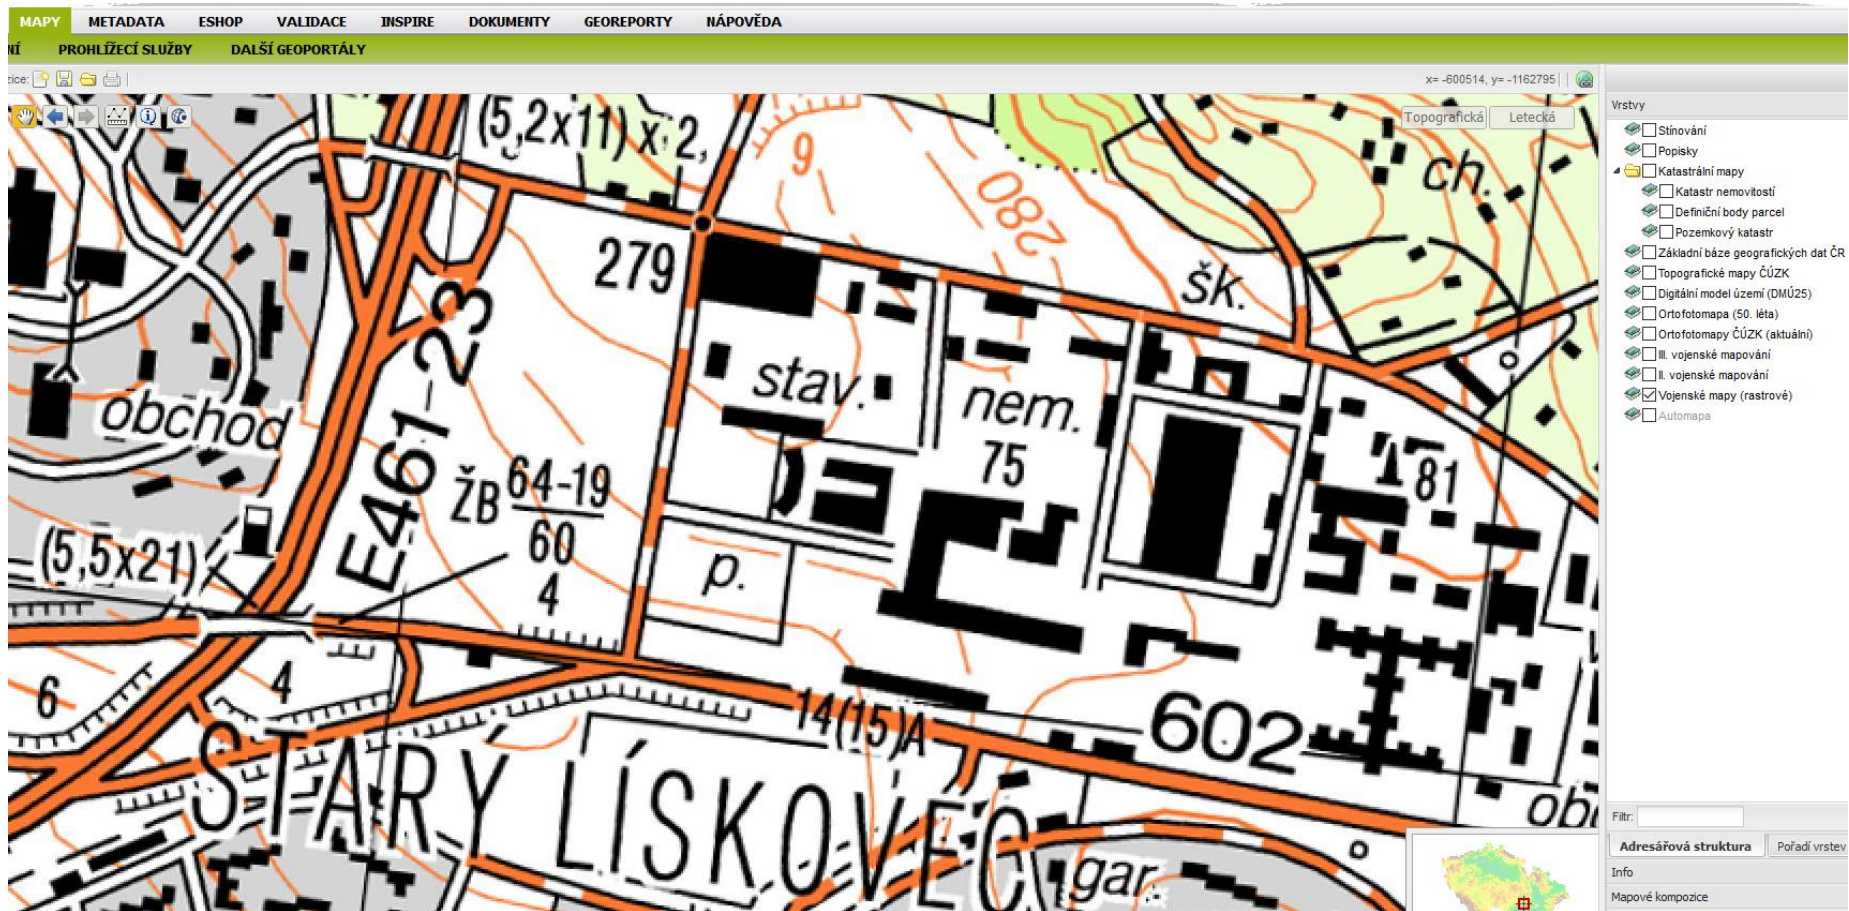 MAPY METADATA ESHOP VALIDACE INSPIRE DOKUMENTY GEOREPORTY NÁPOVĚDA
NÍ PROHLÍŽECÍ SLUŽBY DALŠÍ GEOPORTÁLY
zice:
x= -600514, y= -1162795
Topografická Letecká
(5,2x11) x 2,
6
280
ch.
279
šk.
E461-23
stav.
nem.
75
obchod
ŽB 64-19
60
4
81
(5,5x21)
p.
6
4
14(15)A
602
STARÝ LÍSKOVEC
gar.
Vrstvy
Stínování
Popisky
Katastrální mapy
Katastr nemovitostí
Definiční body parcel
Pozemkový katastr
Základní báze geografických dat ČR
Topografické mapy ČÚZK
Digitální model území (DMÚ25)
Ortofotomapa (50. léta)
Ortofotomapy ČÚZK (aktuální)
III. vojenské mapování
II. vojenské mapování
Vojenské mapy (rastrové)
Automapa
Filtr:
Adresářová struktura Pořadí vrstev
Info
Mapové kompozice